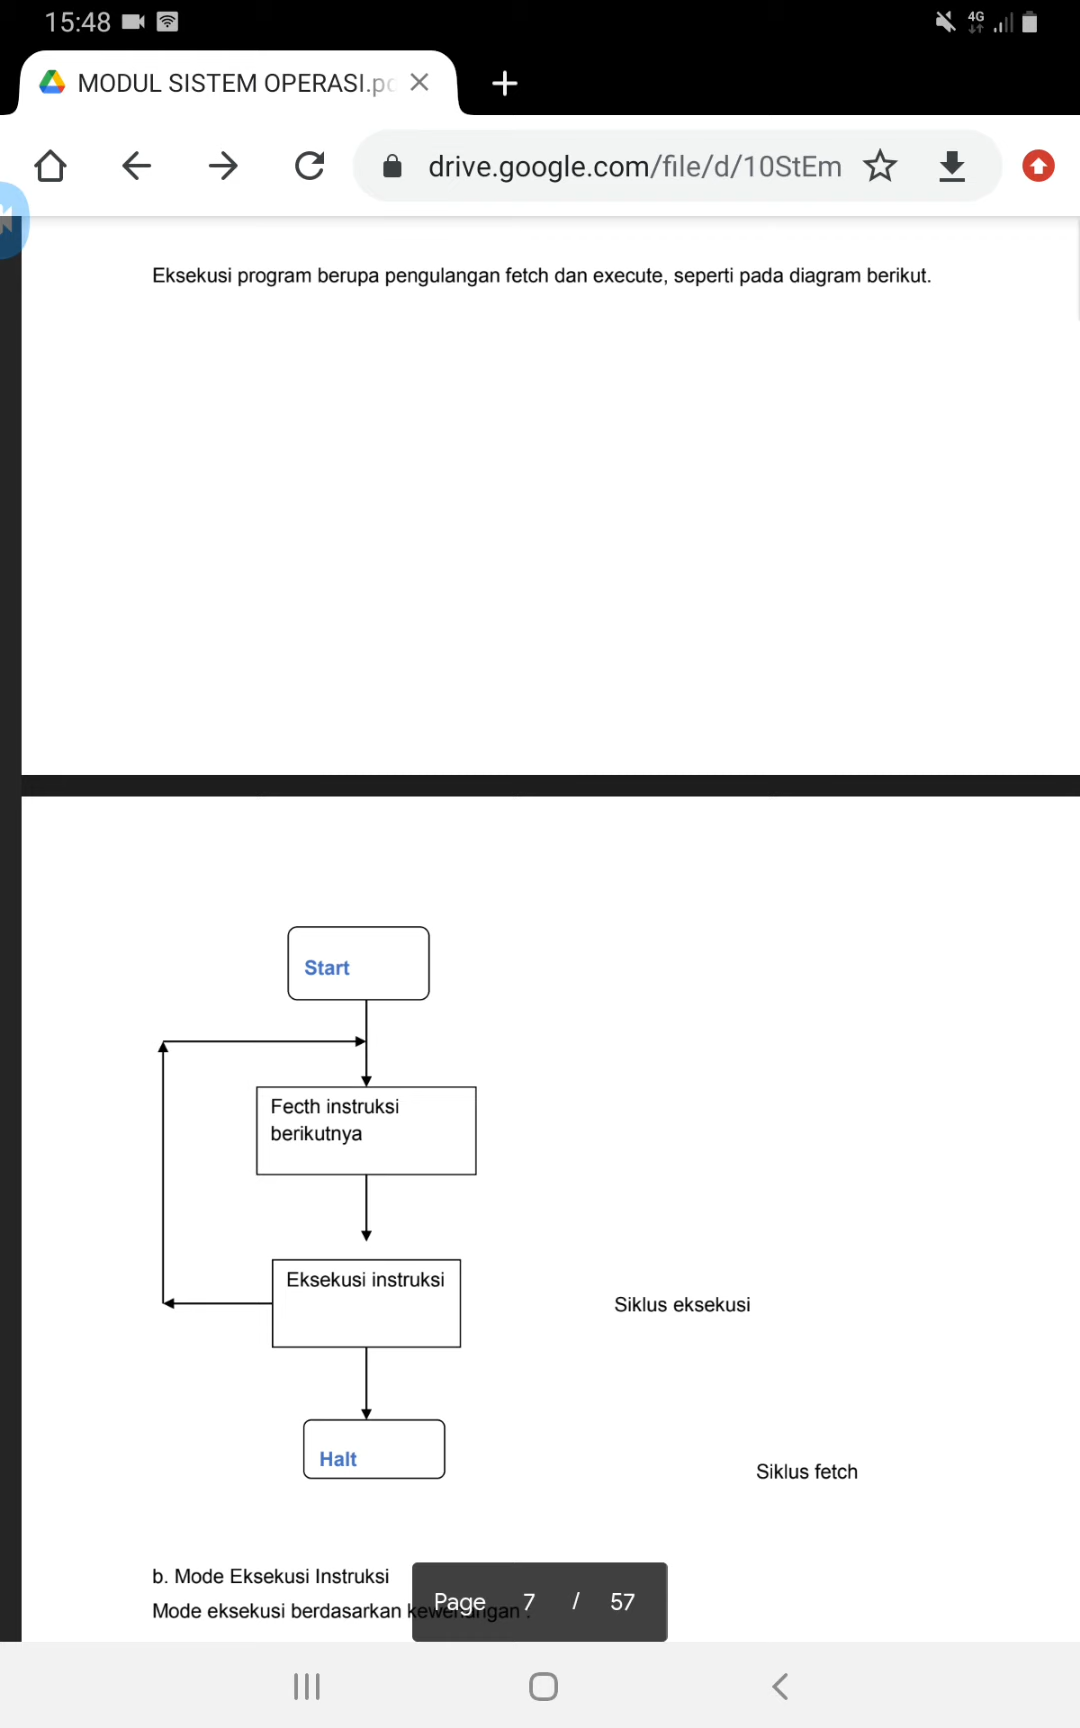 15:48
4G
MODUL SISTEM OPERASI.pc
drive.google.com/file/d/10StEm
Eksekusi program berupa pengulangan fetch dan execute, seperti pada diagram berikut.
Start
Fecth instruksi
berikutnya
Eksekusi instruksi
Siklus eksekusi
Halt
Siklus fetch
b. Mode Eksekusi Instruksi
Mode eksekusi berdasarkan kewenangan :
Page 7 / 57